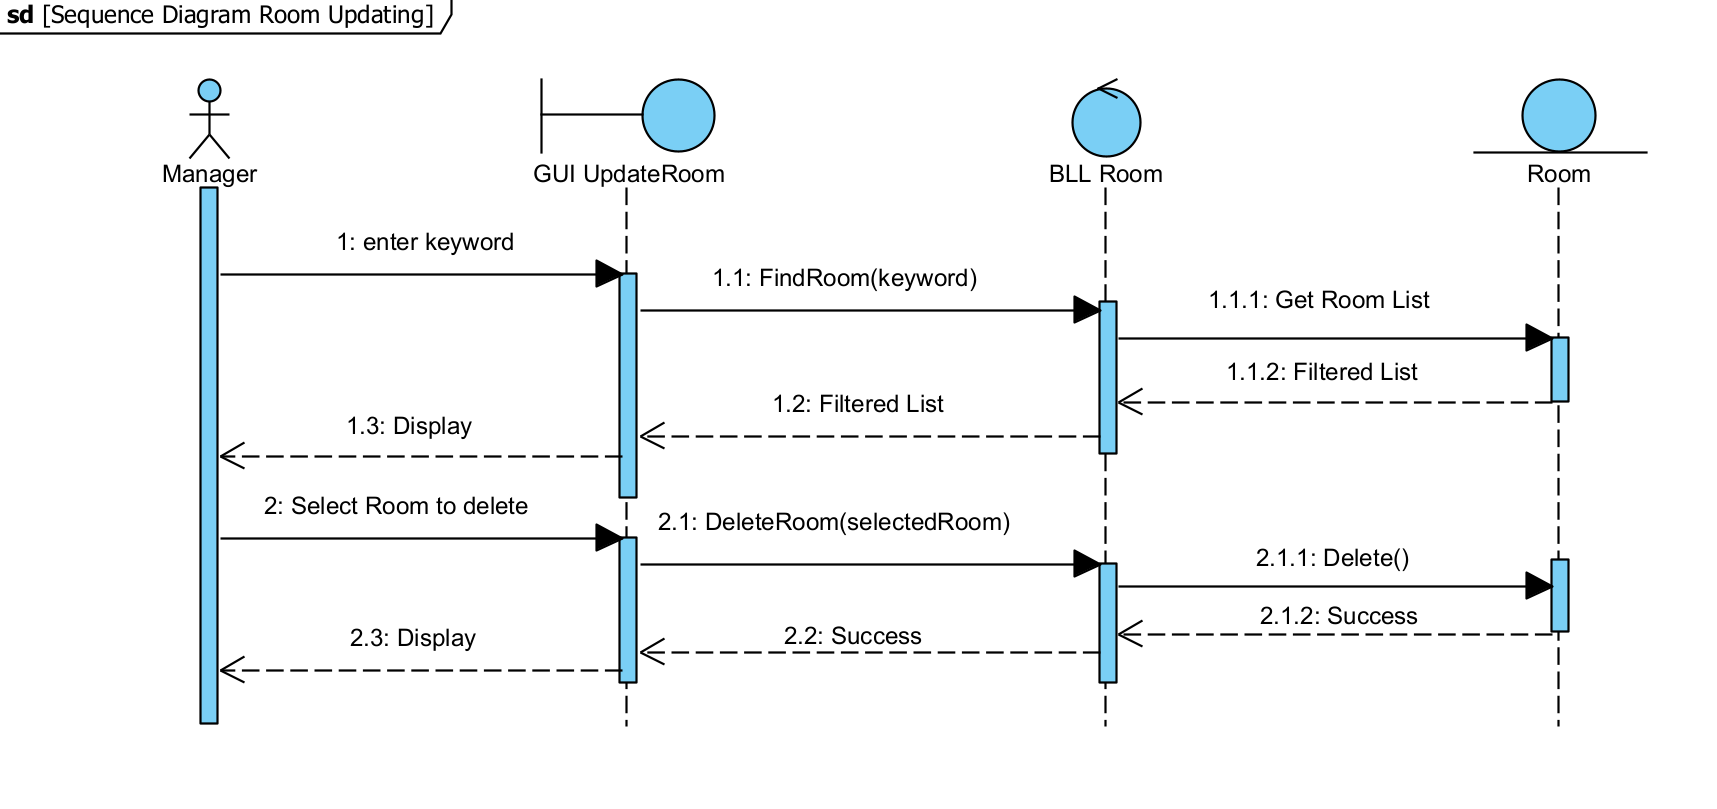 sd [Sequence Diagram Room Updating]
Manager
GUI UpdateRoom
BLL Room
Room
1: enter keyword
1.1: FindRoom(keyword)
1.1.1: Get Room List
1.1.2: Filtered List
1.2: Filtered List
1.3: Display
2: Select Room to delete
2.1: DeleteRoom(selectedRoom)
2.1.1: Delete()
2.1.2: Success
2.2: Success
2.3: Display